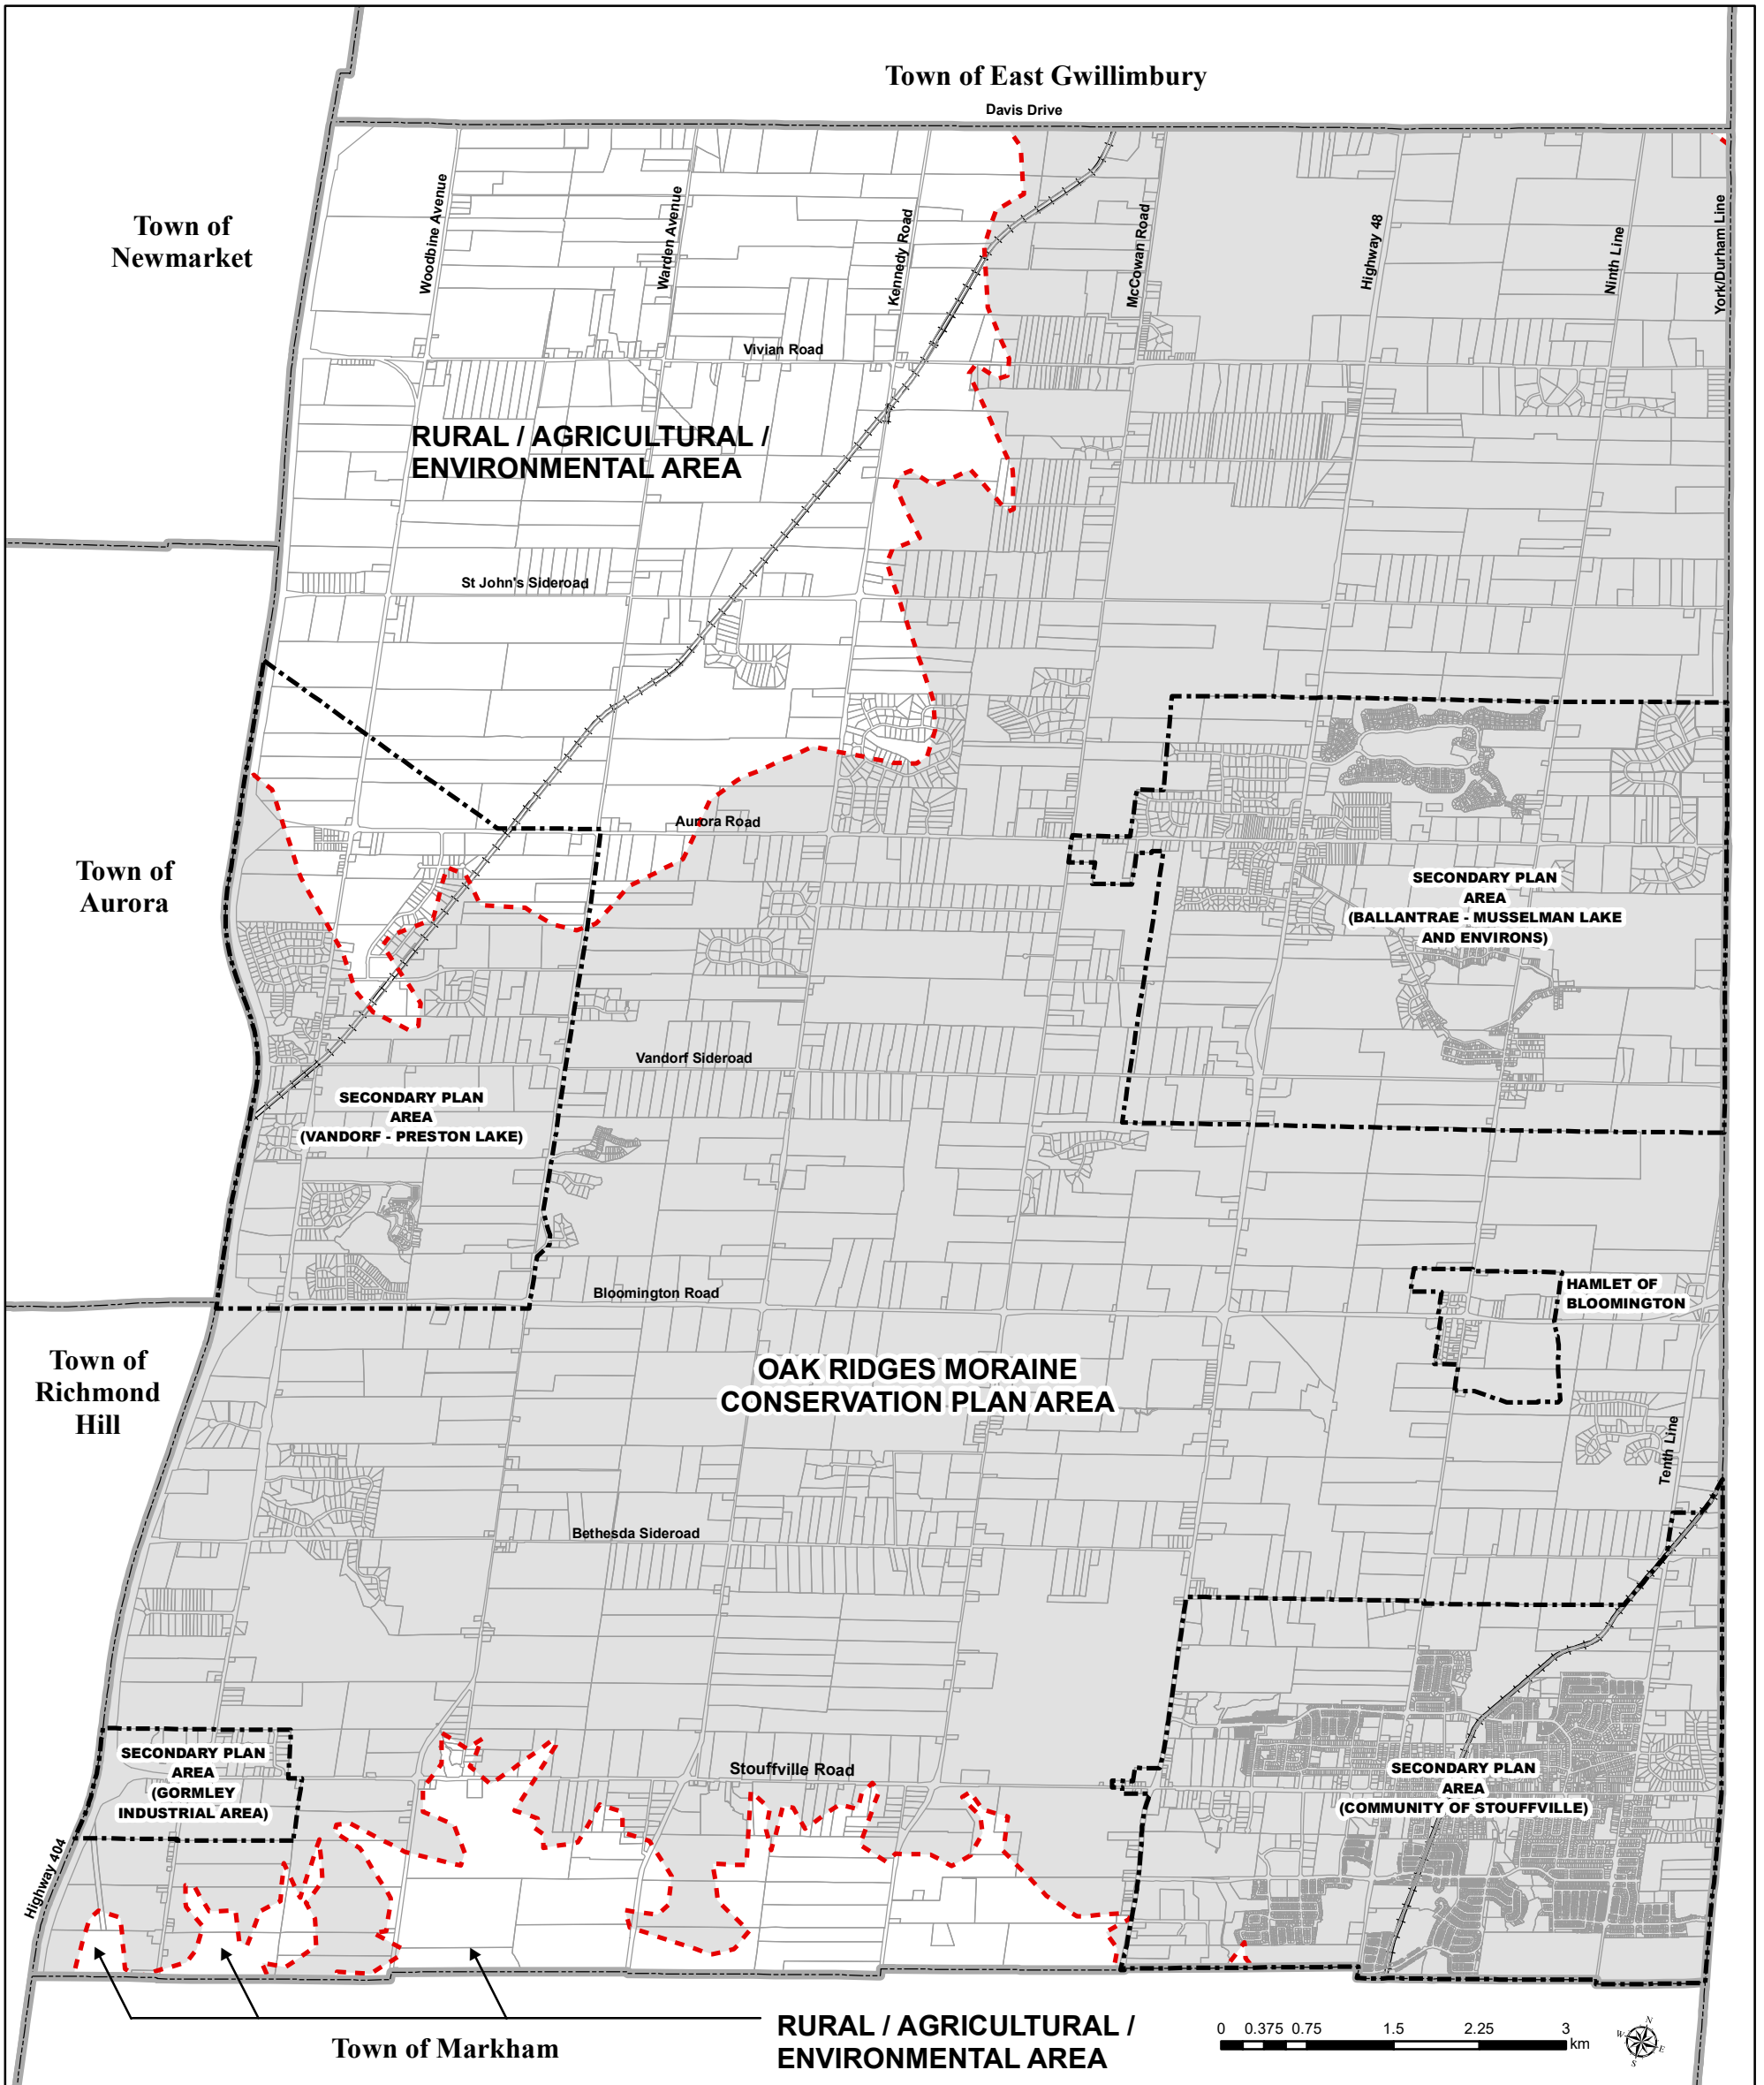 Town of East Gwillimbury
Davis Drive
Town of
Newmarket
Woodbine Avenue
Warden Avenue
Kennedy Road
McCowan Road
Highway 48
Ninth Line
York/Durham Line
Vivian Road
RURAL / AGRICULTURAL /
ENVIRONMENTAL AREA
St John's Sideroad
Aurora Road
Town of
Aurora
SECONDARY PLAN
AREA
(BALLANTRAE - MUSSELMAN LAKE
AND ENVIRONS)
Vandorf Sideroad
SECONDARY PLAN
AREA
(VANDORF - PRESTON LAKE)
Bloomington Road
HAMLET OF
BLOOMINGTON
Town of
Richmond
Hill
OAK RIDGES MORAINE
CONSERVATION PLAN AREA
Tenth Line
Bethesda Sideroad
SECONDARY PLAN
AREA
(GORMLEY
INDUSTRIAL AREA)
Stouffville Road
SECONDARY PLAN
AREA
(COMMUNITY OF STOUFFVILLE)
Highway 404
Town of Markham
RURAL / AGRICULTURAL /
ENVIRONMENTAL AREA
0 0.375 0.75 1.5 2.25 3
km
N
W E
S